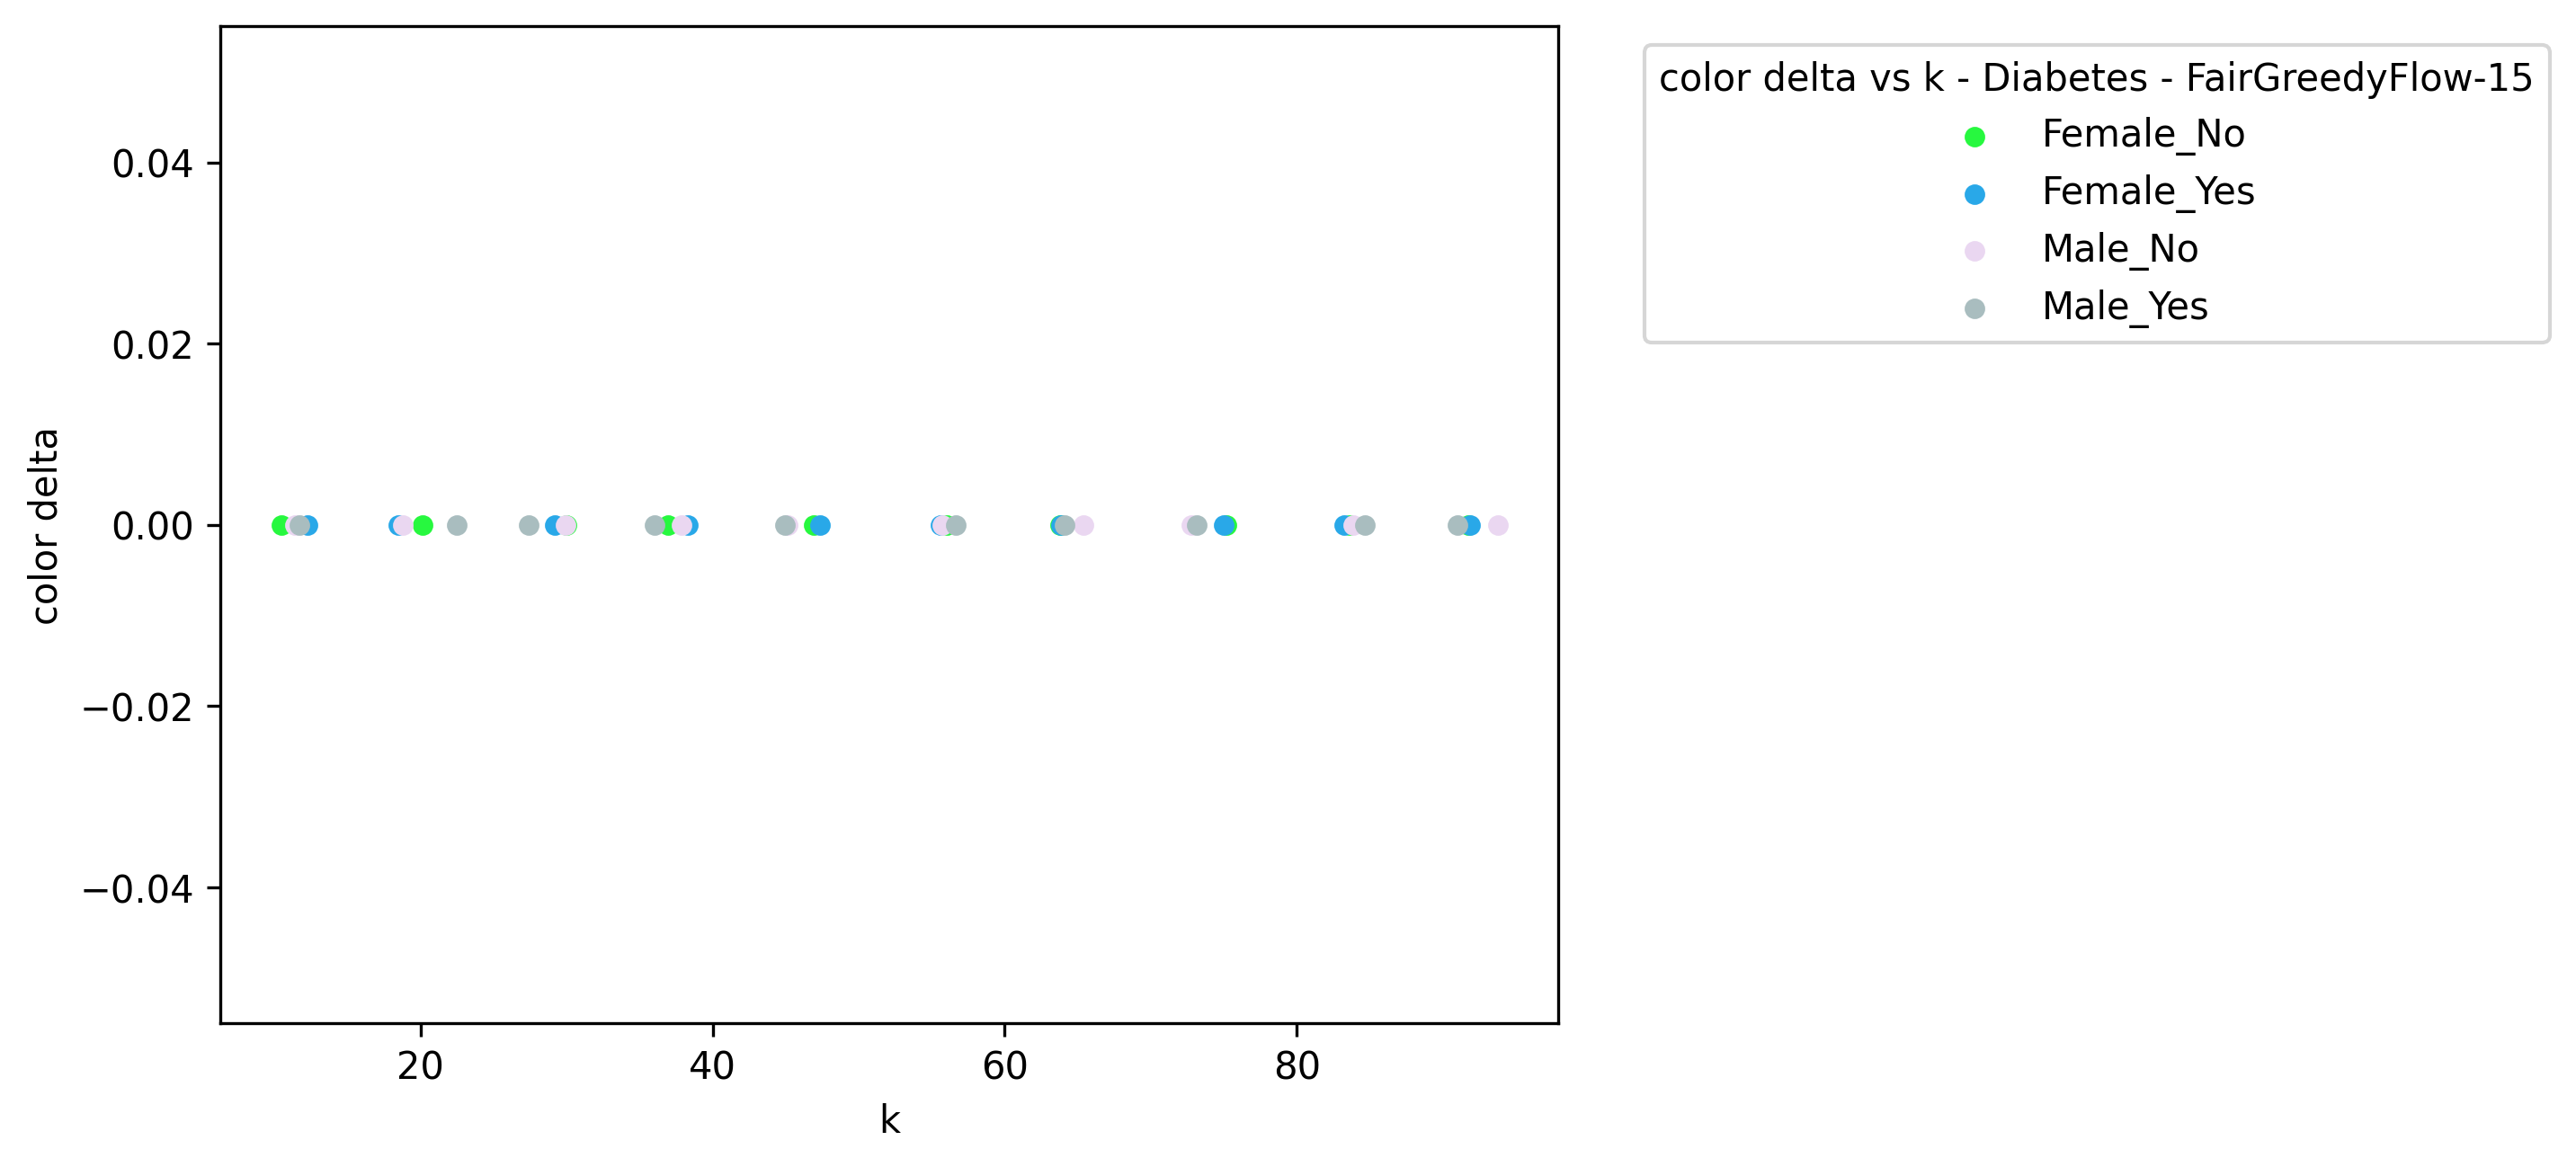 color delta vs k - Diabetes - FairGreedyFlow-15
Female_No
Female_Yes
Male_No
Male_Yes
color delta
0.04
0.02
0.00
−0.02
−0.04
20 40 60 80
k